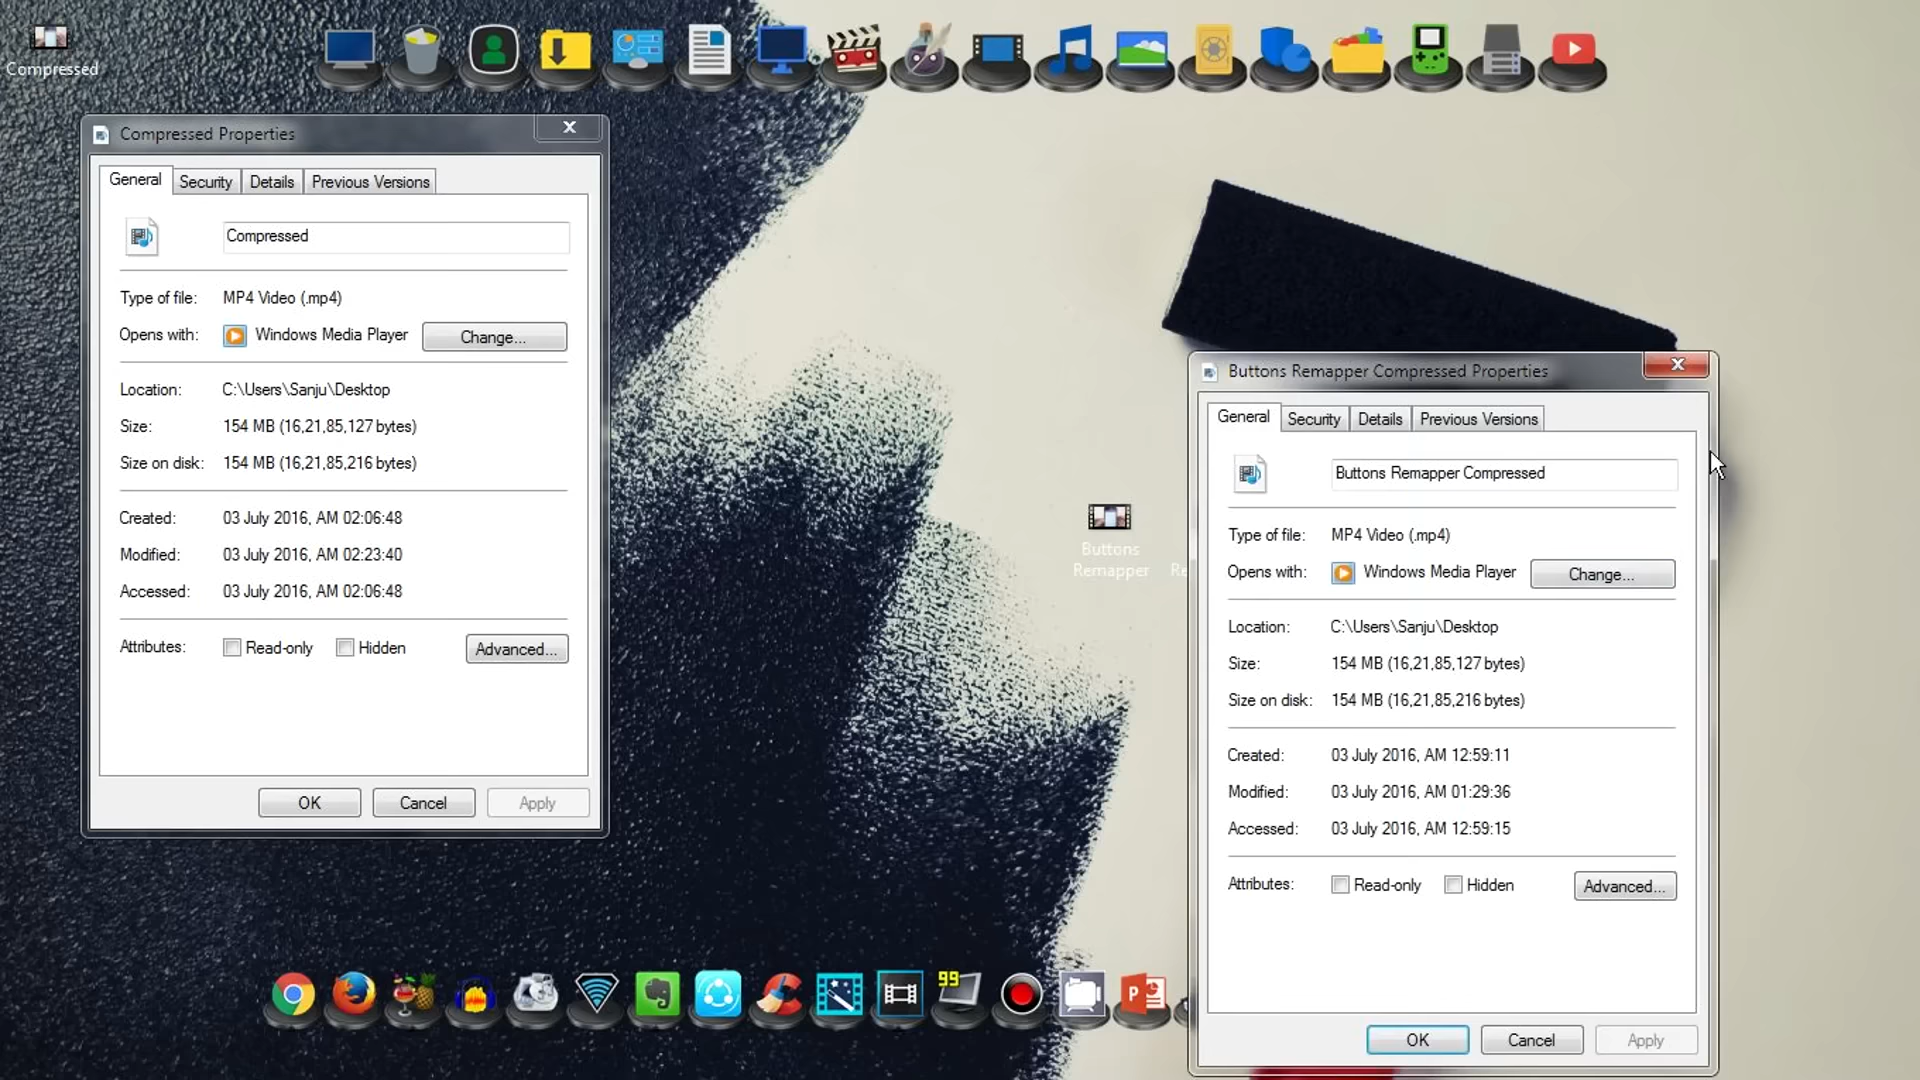 Compressed
Compressed Properties
General
Security
Details
Previous Versions
Compressed
Type of file:
MP4 Video (.mp4)
Opens with:
Windows Media Player
Change...
Location:
C:\Users\Sanju\Desktop
Size:
154 MB (16,21,85,127 bytes)
Size on disk:
154 MB (16,21,85,216 bytes)
Created:
03 July 2016, AM 02:06:48
Modified:
03 July 2016, AM 02:23:40
Accessed:
03 July 2016, AM 02:06:48
Attributes:
Read-only
Hidden
Advanced...
OK
Cancel
Apply
Buttons
Remapper
Re
Buttons Remapper Compressed Properties
General
Security
Details
Previous Versions
Buttons Remapper Compressed
Type of file:
MP4 Video (.mp4)
Opens with:
Windows Media Player
Change...
Location:
C:\Users\Sanju\Desktop
Size:
154 MB (16,21,85,127 bytes)
Size on disk:
154 MB (16,21,85,216 bytes)
Created:
03 July 2016, AM 12:59:11
Modified:
03 July 2016, AM 01:29:36
Accessed:
03 July 2016, AM 12:59:15
Attributes:
Read-only
Hidden
Advanced...
OK
Cancel
Apply
99
P